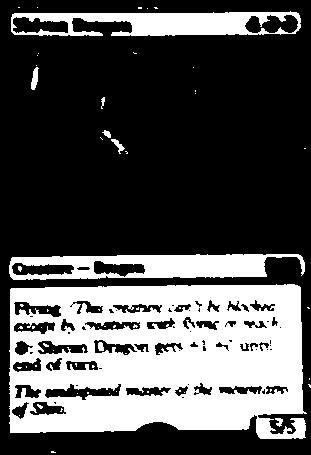 Shivan Dragon
Creature — Dragon
Flying (This creature can't be blocked
except by creatures with flying or reach.
: Shivan Dragon gets +1/+0 until
end of turn.
The undisputed master of the mountains
of Shiv.
5/5